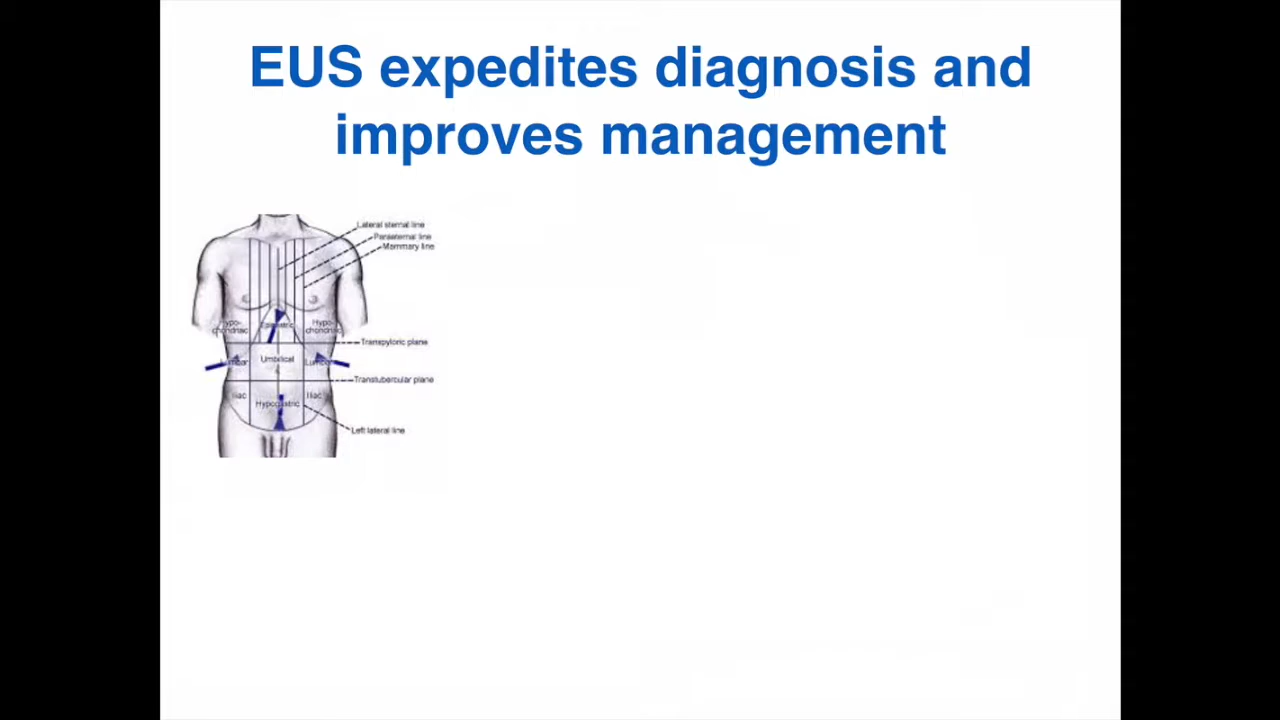 EUS expedites diagnosis and
improves management
Lateral sternal line
Parasternal line
Mammary line
Hypo-
chondriac
Epigastric
Hypo-
chondriac
Transpyloric plane
Lumbar
Umbilical
Lumbar
Transtubercular plane
Iliac
Hypogastric
Iliac
Left lateral line